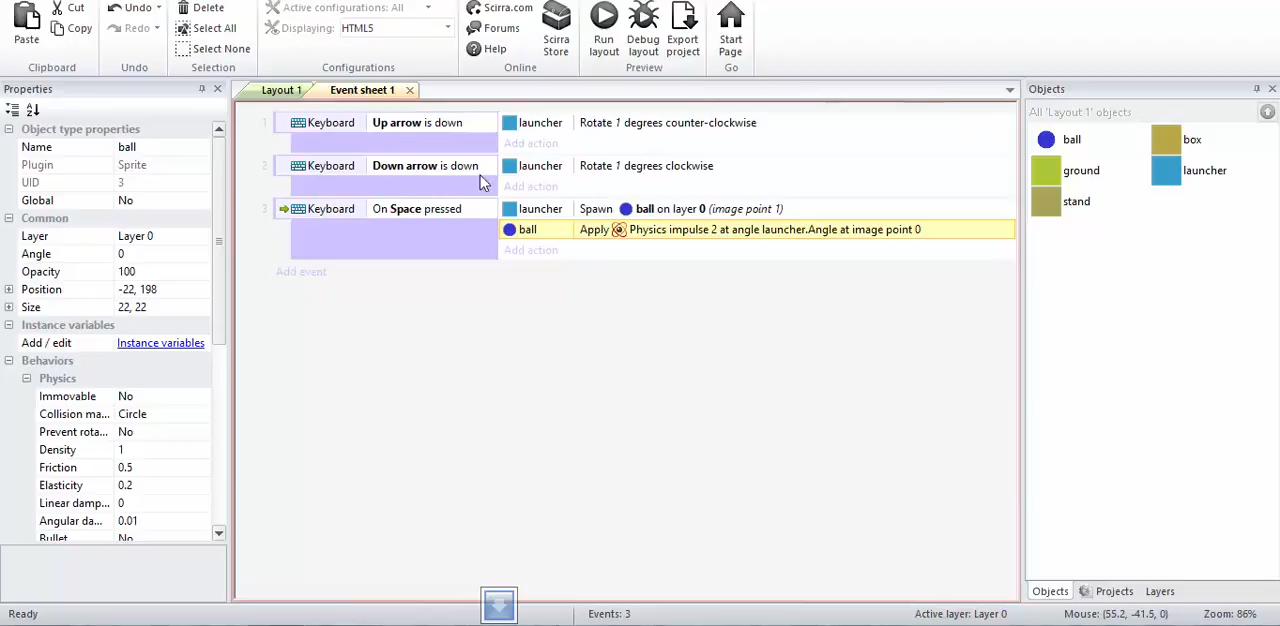 Paste
Cut
Copy
Clipboard
Undo
Redo
Undo
Delete
Select All
Select None
Selection
Active configurations: All
Displaying: HTML5
Configurations
Scirra.com
Forums
Help
Scirra
Store
Online
Run
layout
Debug
layout
Export
project
Preview
Start
Page
Go
Properties
Object type properties
Name ball
Plugin Sprite
UID 3
Global No
Common
Layer Layer 0
Angle 0
Opacity 100
Position -22, 198
Size 22, 22
Instance variables
Add / edit Instance variables
Behaviors
Physics
Immovable No
Collision ma... Circle
Prevent rota... No
Density 1
Friction 0.5
Elasticity 0.2
Linear damp... 0
Angular da... 0.01
Bullet No
Layout 1 Event sheet 1
1 Keyboard Up arrow is down launcher Rotate 1 degrees counter-clockwise
Add action
2 Keyboard Down arrow is down launcher Rotate 1 degrees clockwise
Add action
3 Keyboard On Space pressed launcher Spawn ball on layer 0 (image point 1)
ball Apply Physics impulse 2 at angle launcher.Angle at image point 0
Add action
Add event
Objects
All 'Layout 1' objects
ball box
ground launcher
stand
Objects Projects Layers
Ready Events: 3 Active layer: Layer 0 Mouse: (55.2, -41.5, 0) Zoom: 86%